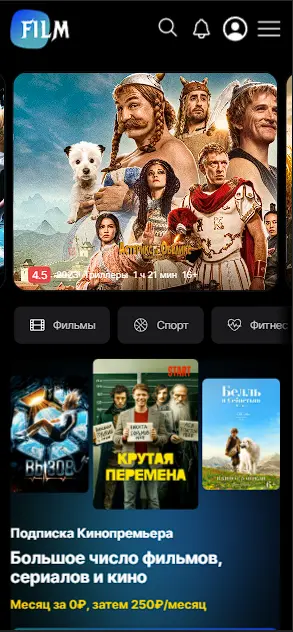 FILM
Астерикс и Обеликс
4.5 2023 Триллеры 1 ч 21 мин 16+
Фильмы
Спорт
Фитнес
ВЫЗОВ
START
КРУТАЯ
ПЕРЕМЕНА
Белль
и Себастьян
Подписка Кинопремьера
Большое число фильмов,
сериалов и кино
Месяц за 0₽, затем 250₽/месяц